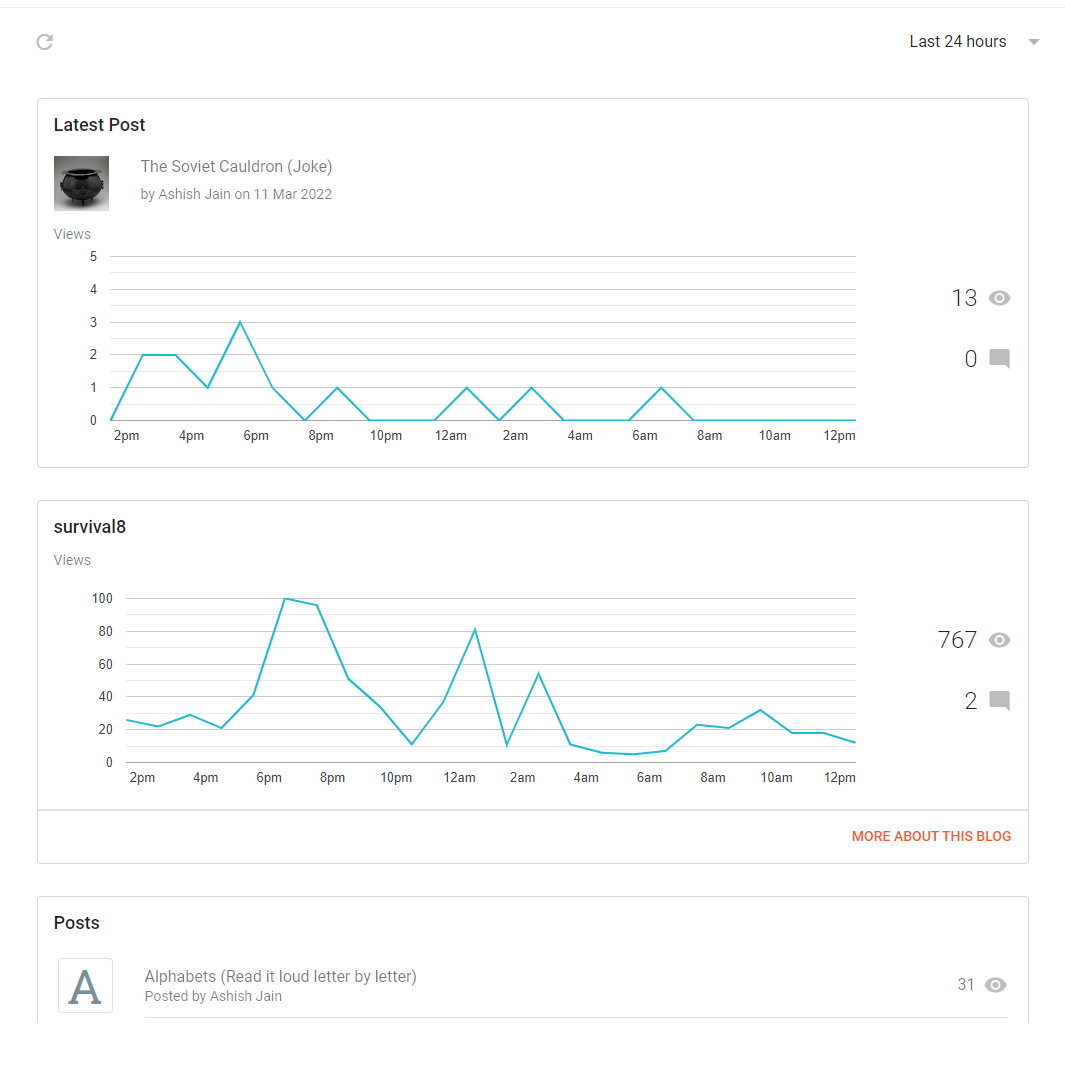 Last 24 hours
Latest Post
The Soviet Cauldron (Joke)
by Ashish Jain on 11 Mar 2022
Views
5
4
3
2
1
0
2pm 4pm 6pm 8pm 10pm 12am 2am 4am 6am 8am 10am 12pm
13
0
survival8
Views
100
80
60
40
20
0
2pm 4pm 6pm 8pm 10pm 12am 2am 4am 6am 8am 10am 12pm
767
2
MORE ABOUT THIS BLOG
Posts
A
Alphabets (Read it loud letter by letter)
Posted by Ashish Jain
31